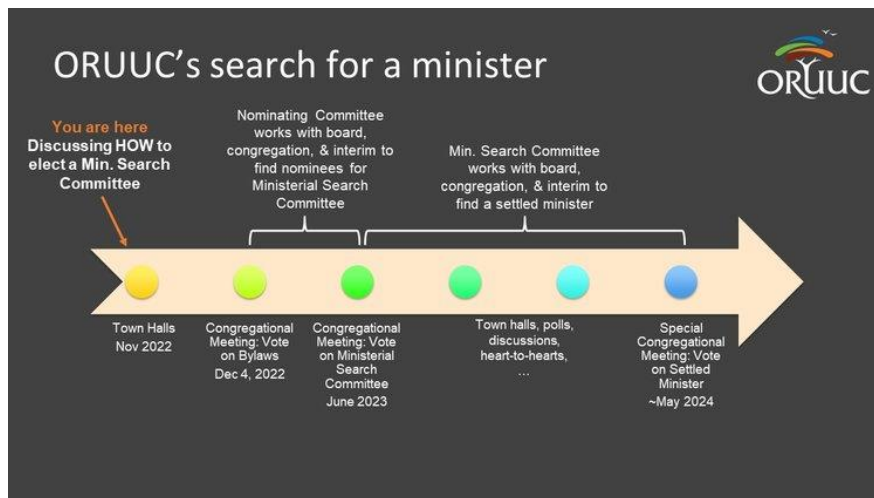 ORUUC's search for a minister
ORUUC
You are here
Discussing HOW to
elect a Min. Search
Committee
Nominating Committee
works with board,
congregation, & interim to
find nominees for
Ministerial Search
Committee
Min. Search Committee
works with board,
congregation, & interim to
find a settled minister
Town Halls
Nov 2022
Congregational
Meeting: Vote
on Bylaws
Dec 4, 2022
Congregational
Meeting: Vote
on Ministerial
Search
Committee
June 2023
Town halls, polls,
discussions,
heart-to-hearts,
...
Special
Congregational
Meeting: Vote
on Settled
Minister
~May 2024